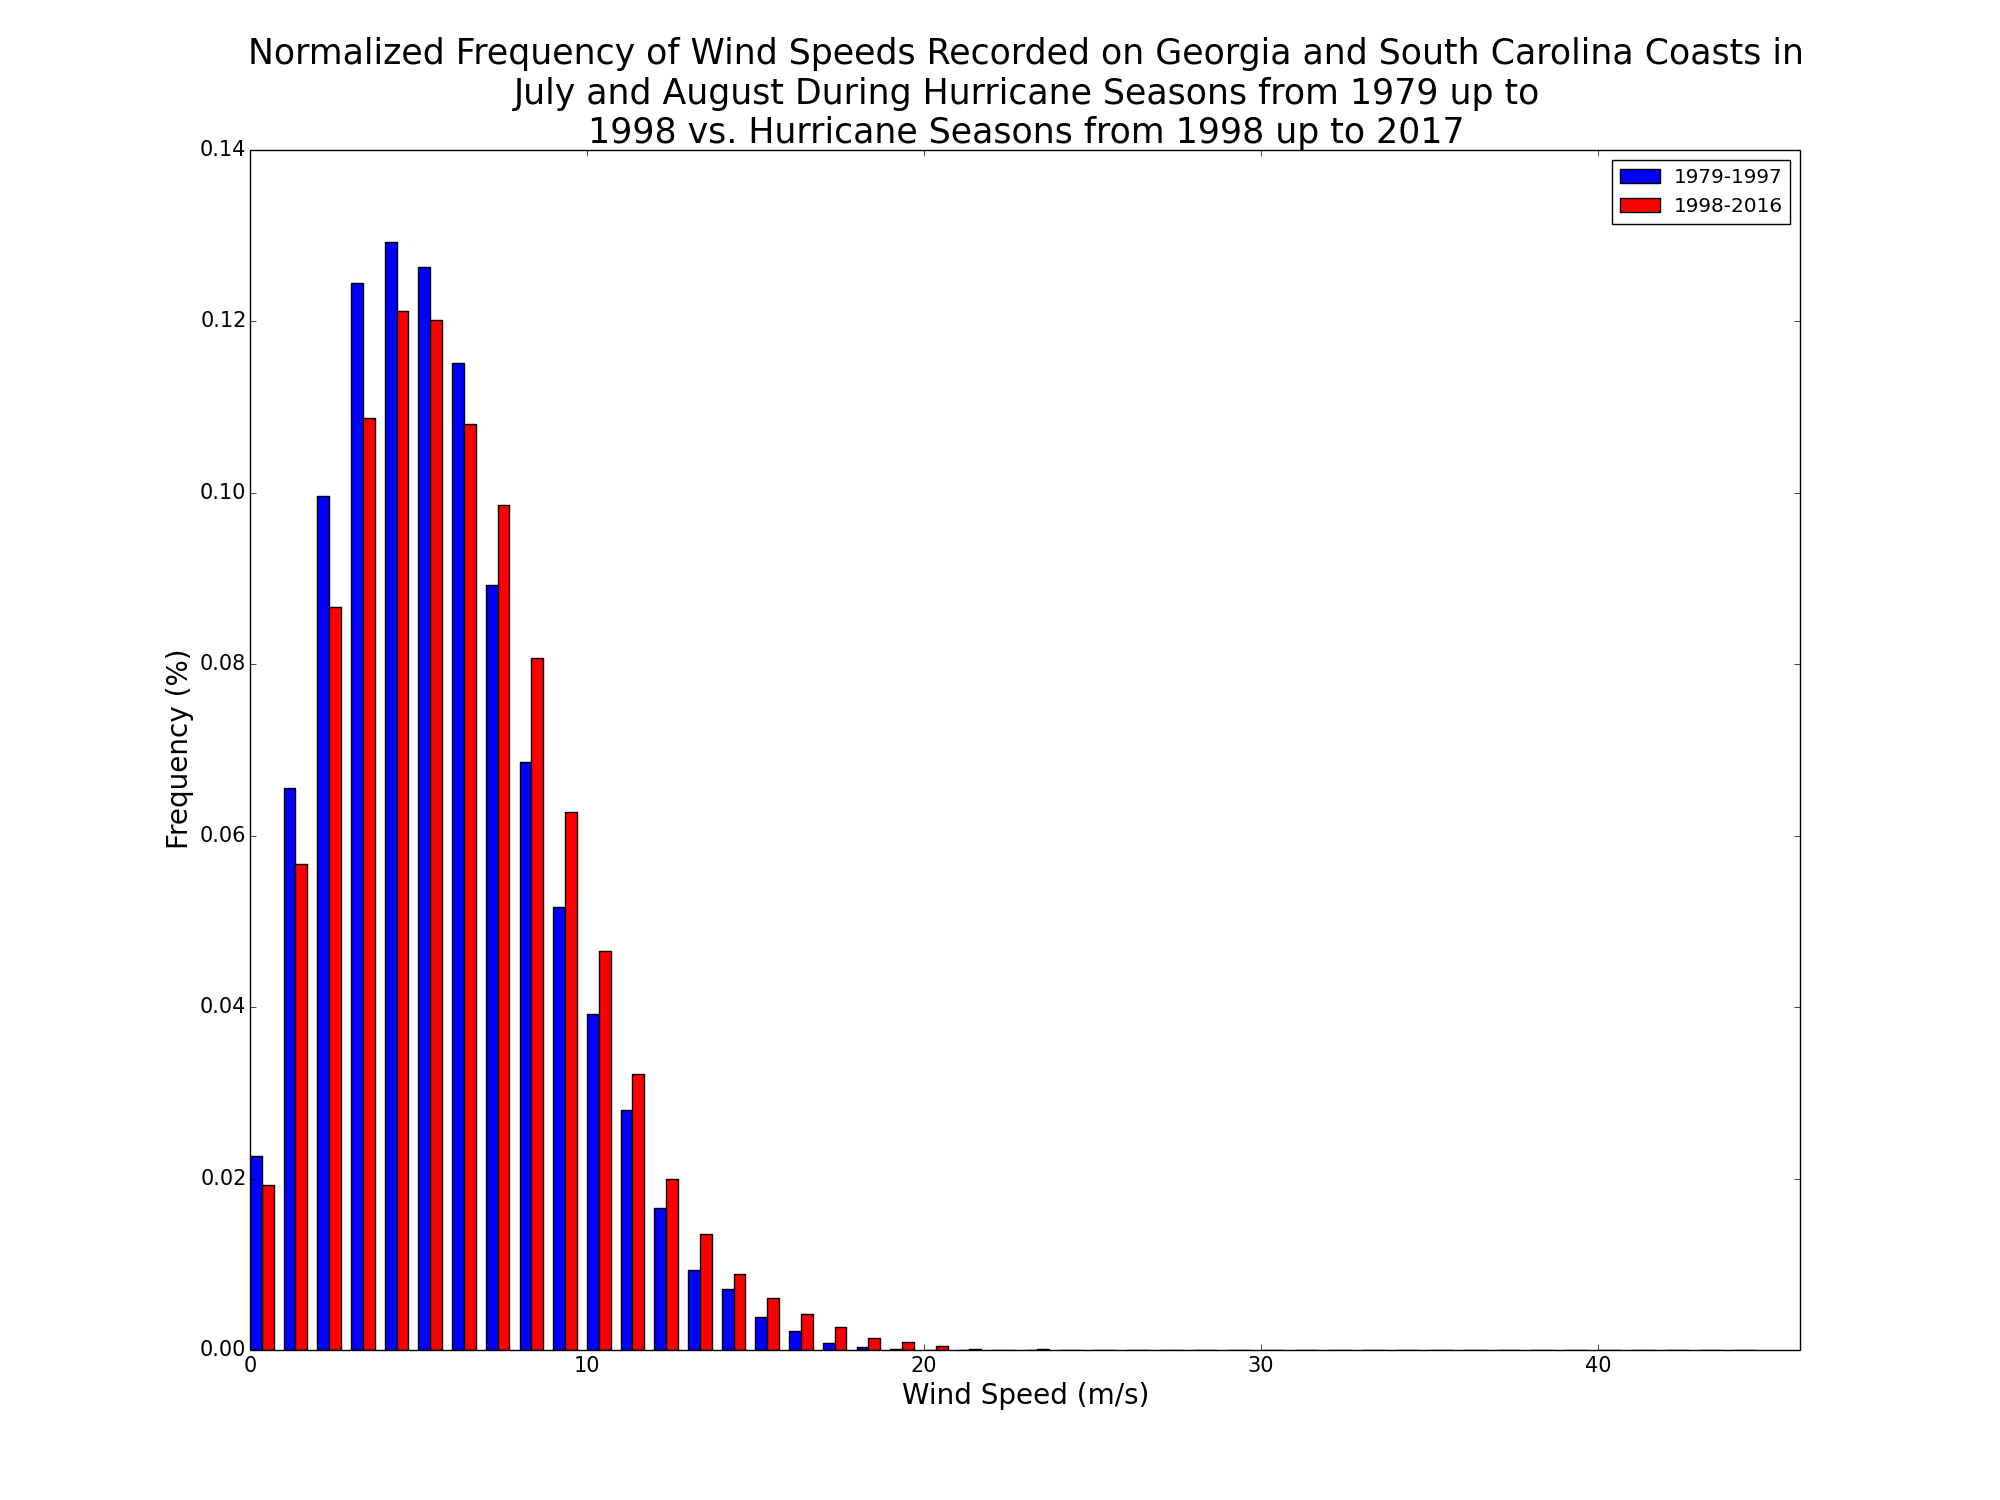 Normalized Frequency of Wind Speeds Recorded on Georgia and South Carolina Coasts in
July and August During Hurricane Seasons from 1979 up to
1998 vs. Hurricane Seasons from 1998 up to 2017
1979-1997
1998-2016
Frequency (%)
0.14
0.12
0.10
0.08
0.06
0.04
0.02
0.00
0 10 20 30 40
Wind Speed (m/s)